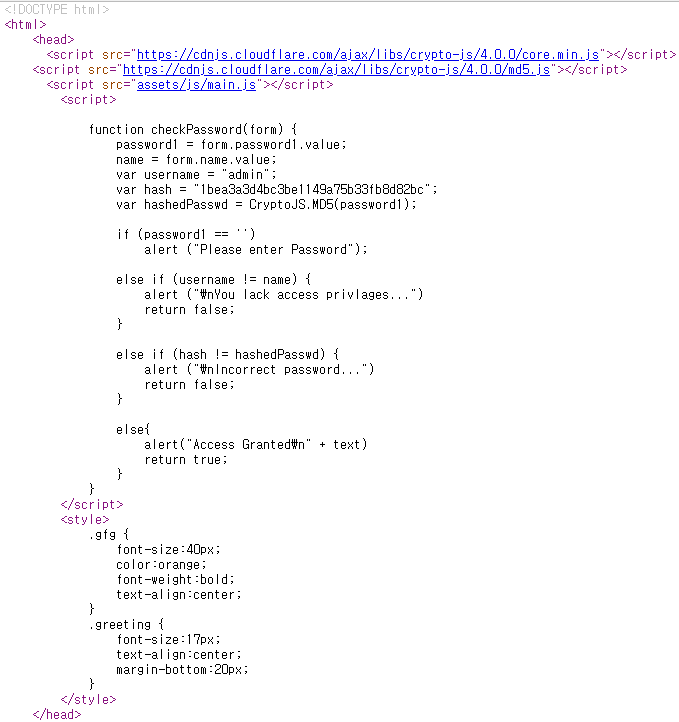 <!DOCTYPE html>
<html>
<head>
<script src="https://cdnjs.cloudflare.com/ajax/libs/crypto-js/4.0.0/core.min.js"></script>
<script src="https://cdnjs.cloudflare.com/ajax/libs/crypto-js/4.0.0/md5.js"></script>
<script src="assets/js/main.js"></script>
<script>
function checkPassword(form) {
password1 = form.password1.value;
name = form.name.value;
var username = "admin";
var hash = "1bea3a3d4bc3be1149a75b33fb8d82bc";
var hashedPasswd = CryptoJS.MD5(password1);
if (password1 == '')
alert ("Please enter Password");
else if (username != name) {
alert ("₩nYou lack access privlages...")
return false;
}
else if (hash != hashedPasswd) {
alert ("₩nIncorrect password...")
return false;
}
else{
alert("Access Granted₩n" + text)
return true;
}
}
</script>
<style>
.gfg {
font-size:40px;
color:orange;
font-weight:bold;
text-align:center;
}
.greeting {
font-size:17px;
text-align:center;
margin-bottom:20px;
}
</style>
</head>